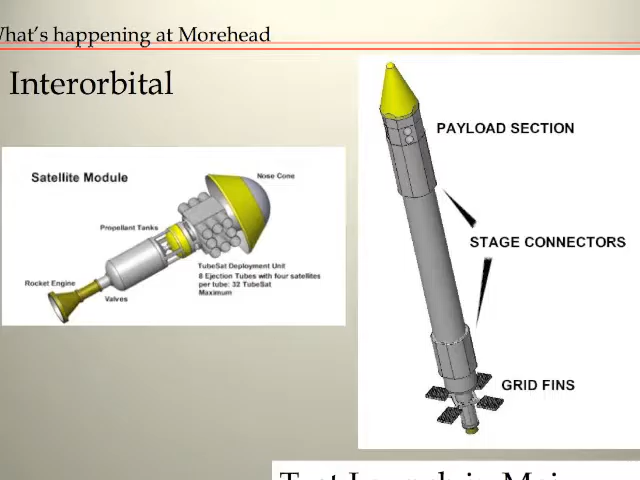 What's happening at Morehead
Interorbital
Satellite Module
Nose Cone
Propellant Tanks
TubeSat Deployment Unit
8 Ejection Tubes with four satellites
per tube: 32 TubeSat
Maximum
Rocket Engine
Valves
PAYLOAD SECTION
STAGE CONNECTORS
GRID FINS